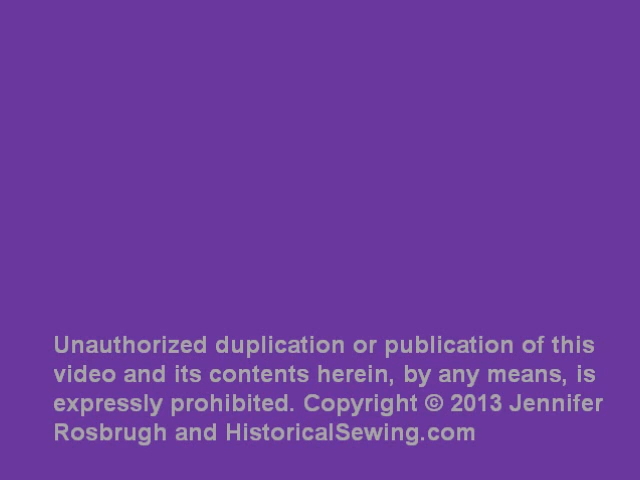 Unauthorized duplication or publication of this
video and its contents herein, by any means, is
expressly prohibited. Copyright © 2013 Jennifer
Rosbrugh and HistoricalSewing.com